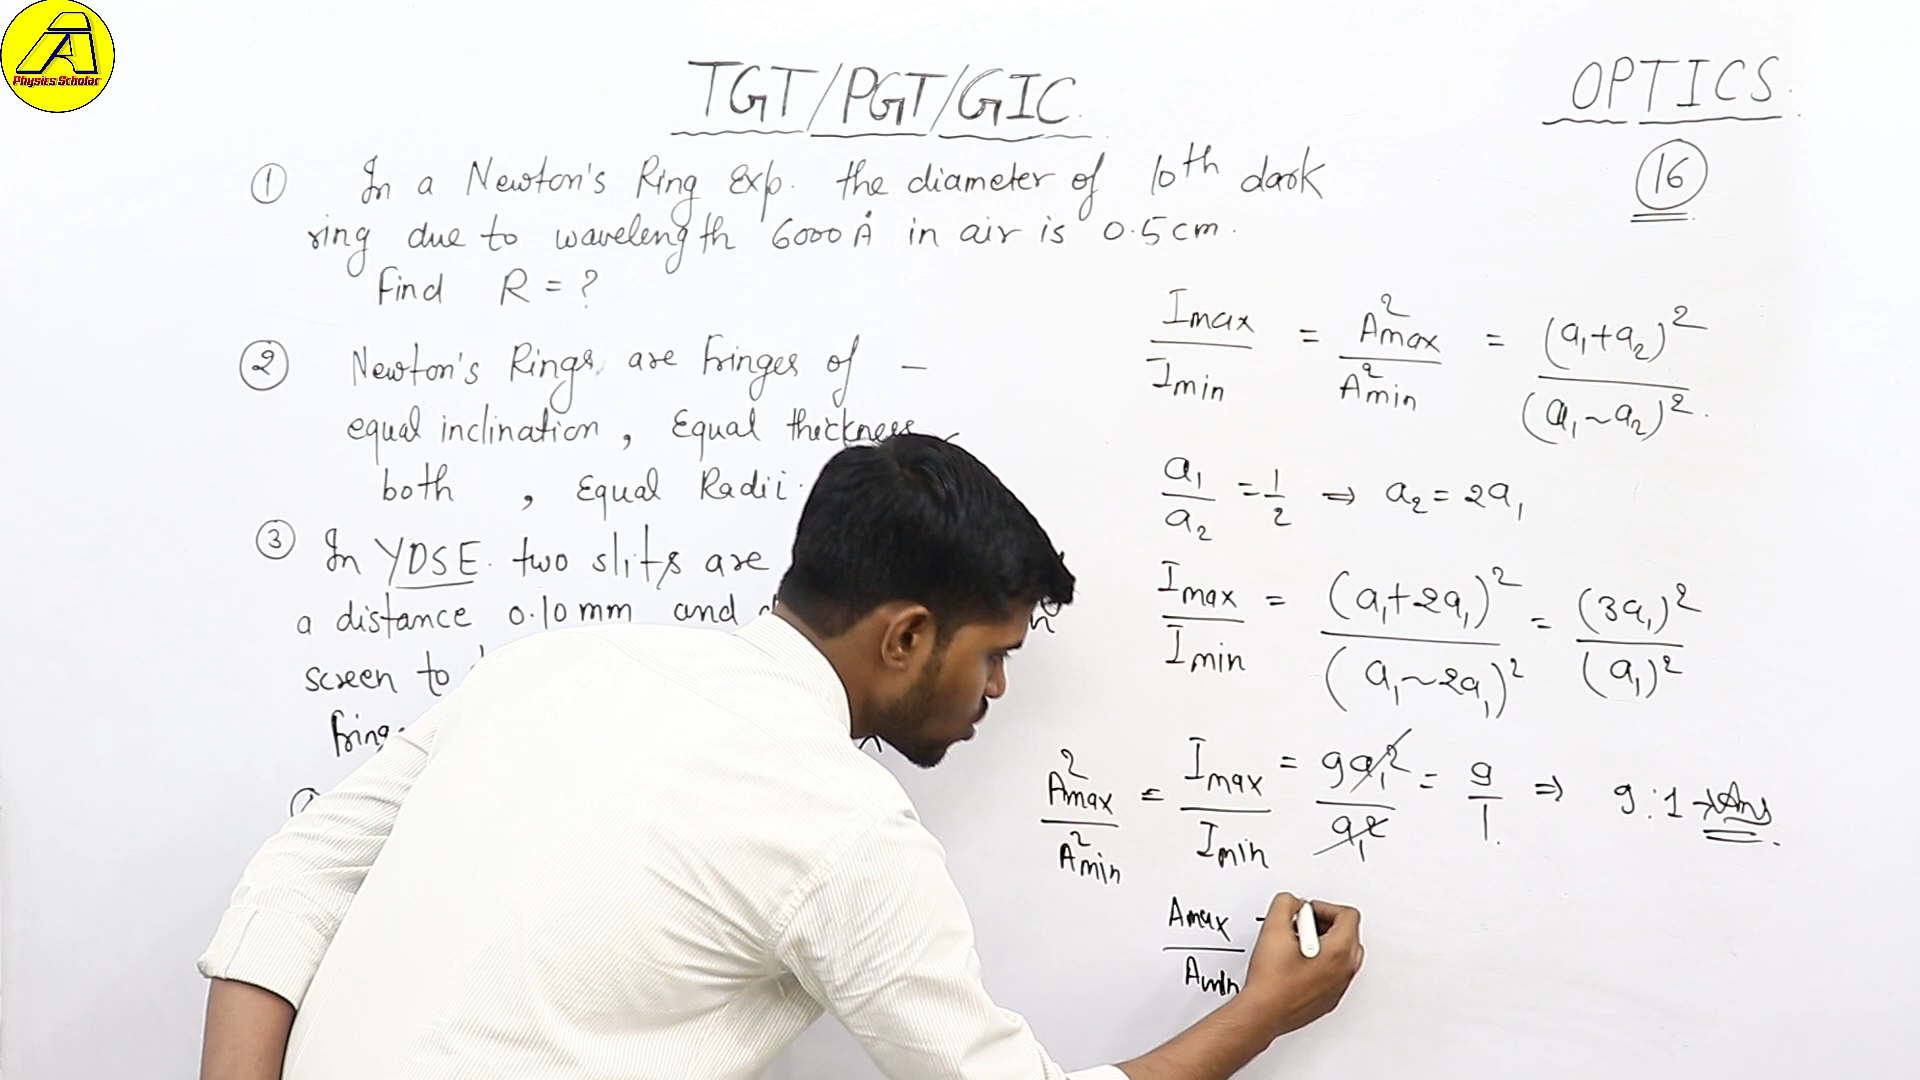 A
Physics Scholar
TGT/PGT/GIC
OPTICS
16
① In a Newton's Ring Exp. the diameter of 10th dark
ring due to wavelength 6000 Å in air is 0.5 cm.
Find R = ?
② Newton's Rings are fringes of –
equal inclination, Equal thickness
both , Equal Radii.
③ In YDSE. two slits are
a distance 0.10 mm and
screen to
Imax/Imin = A²max/A²min = (a₁+a₂)²/(a₁~a₂)².
a₁/a₂ = 1/2 ⇒ a₂ = 2a₁
Imax/Imin = (a₁+2a₁)²/(a₁~2a₁)² = (3a₁)²/(a₁)²
A²max/A²min = Imax/Imin = 9a₁²/a₁² = 9/1 ⇒ 9:1 → Ans
Amax/Amin